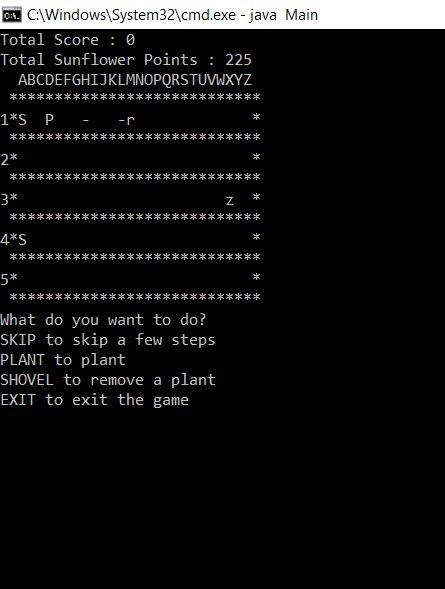 C:\Windows\System32\cmd.exe - java  Main
Total Score : 0
Total Sunflower Points : 225
  ABCDEFGHIJKLMNOPQRSTUVWXYZ
 ****************************
1*S  P   -   -r             *
 ****************************
2*                          *
 ****************************
3*                       z  *
 ****************************
4*S                         *
 ****************************
5*                          *
 ****************************
What do you want to do?
SKIP to skip a few steps
PLANT to plant
SHOVEL to remove a plant
EXIT to exit the game